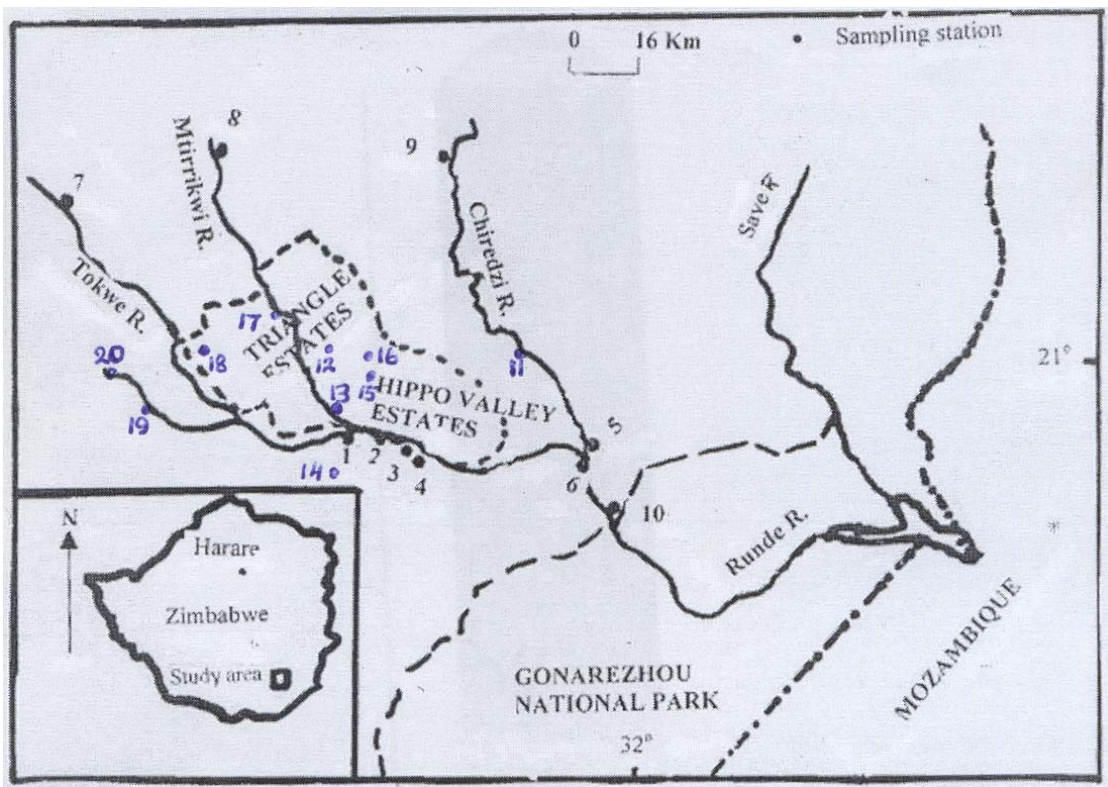 0 16 Km
Sampling station
8
9
7
Mtirrikwi R.
Chiredzi R.
Save R
Tokwe R.
TRIANGLE
ESTATES
17
18
12
16
15
11
21°
20
19
13
HIPPO VALLEY
ESTATES
1
2
3
4
5
6
14
10
Runde R.
*
N
Harare
Zimbabwe
Study area
GONAREZHOU
NATIONAL PARK
MOZAMBIQUE
32°